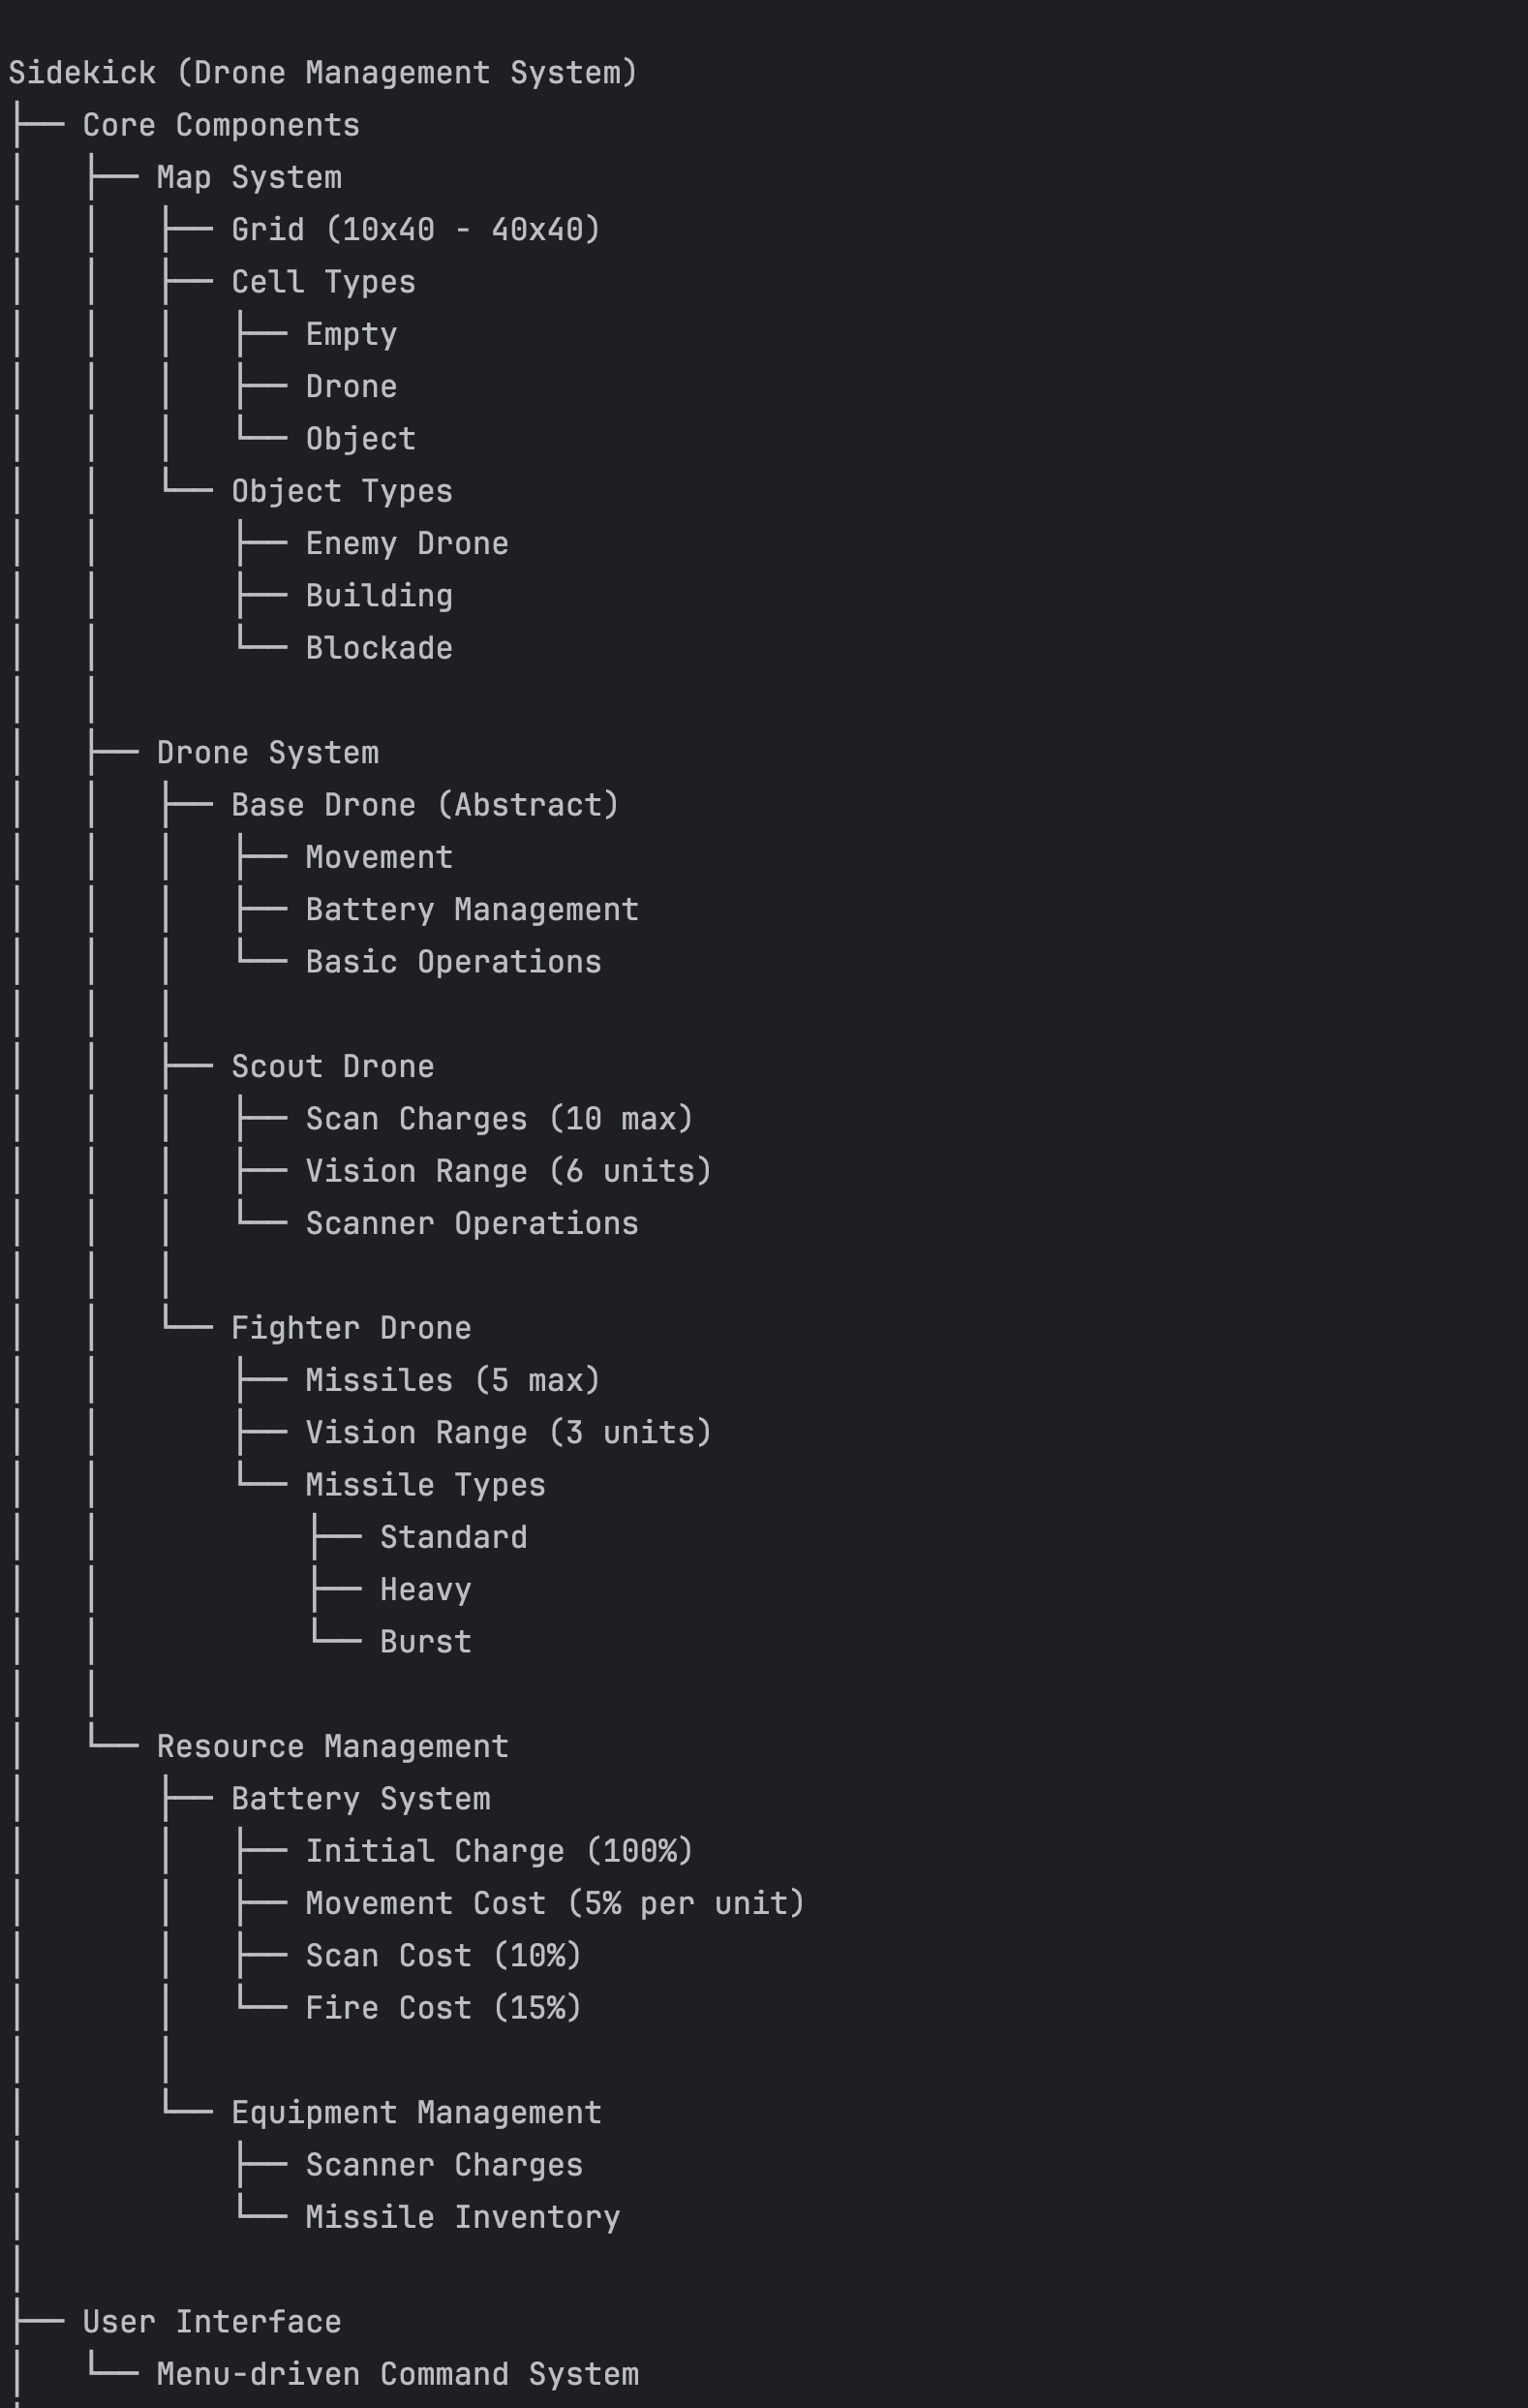 Sidekick (Drone Management System)
├── Core Components
│   ├── Map System
│   │   ├── Grid (10x40 - 40x40)
│   │   ├── Cell Types
│   │   │   ├── Empty
│   │   │   ├── Drone
│   │   │   └── Object
│   │   └── Object Types
│   │       ├── Enemy Drone
│   │       ├── Building
│   │       └── Blockade
│   │
│   ├── Drone System
│   │   ├── Base Drone (Abstract)
│   │   │   ├── Movement
│   │   │   ├── Battery Management
│   │   │   └── Basic Operations
│   │   │
│   │   ├── Scout Drone
│   │   │   ├── Scan Charges (10 max)
│   │   │   ├── Vision Range (6 units)
│   │   │   └── Scanner Operations
│   │   │
│   │   └── Fighter Drone
│   │       ├── Missiles (5 max)
│   │       ├── Vision Range (3 units)
│   │       └── Missile Types
│   │           ├── Standard
│   │           ├── Heavy
│   │           └── Burst
│   │
│   └── Resource Management
│       ├── Battery System
│       │   ├── Initial Charge (100%)
│       │   ├── Movement Cost (5% per unit)
│       │   ├── Scan Cost (10%)
│       │   └── Fire Cost (15%)
│       │
│       └── Equipment Management
│           ├── Scanner Charges
│           └── Missile Inventory
│
├── User Interface
│   └── Menu-driven Command System